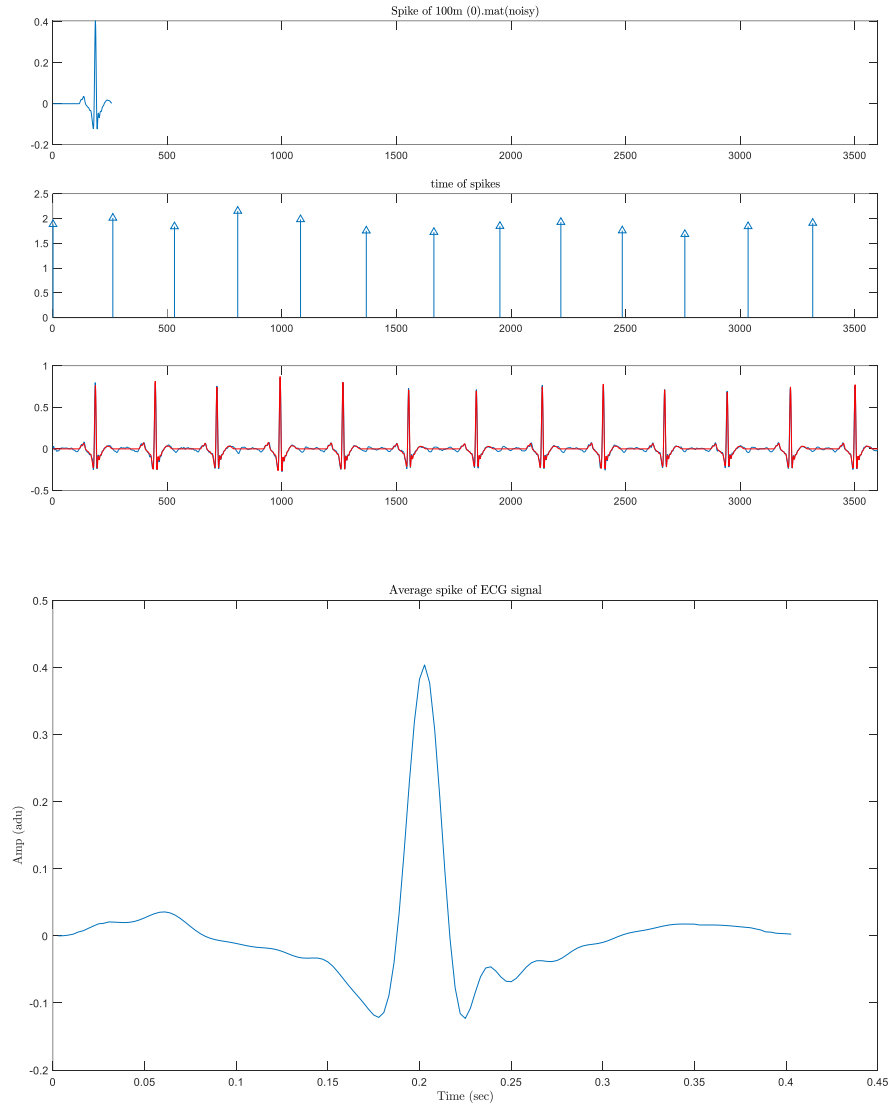 Spike of 100m (0).mat(noisy)
0.4
0.2
0
-0.2
0 500 1000 1500 2000 2500 3000 3500
time of spikes
2.5
2
1.5
1
0.5
0
0 500 1000 1500 2000 2500 3000 3500
1
0.5
0
-0.5
0 500 1000 1500 2000 2500 3000 3500
Average spike of ECG signal
0.5
0.4
0.3
0.2
0.1
0
-0.1
-0.2
Amp (adu)
0 0.05 0.1 0.15 0.2 0.25 0.3 0.35 0.4 0.45
Time (sec)